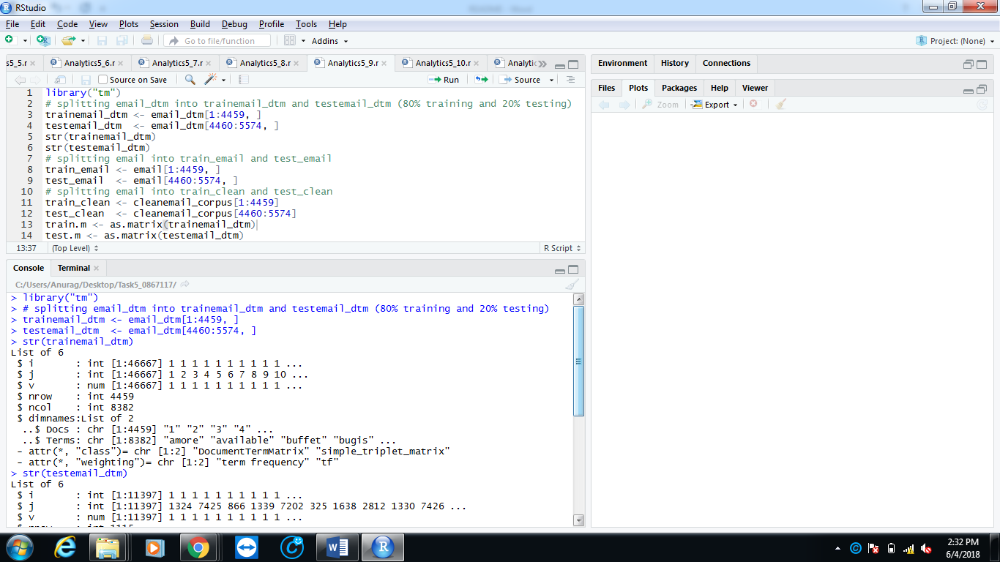 RStudio
File Edit Code View Plots Session Build Debug Profile Tools Help
Go to file/function Addins Project: (None)
s5_5.r Analytics5_6.r Analytics5_7.r Analytics5_8.r Analytics5_9.r Analytics5_10.r Analytic
Source on Save Run Source
1 library("tm")
2 # splitting email_dtm into trainemail_dtm and testemail_dtm (80% training and 20% testing)
3 trainemail_dtm <- email_dtm[1:4459, ]
4 testemail_dtm  <- email_dtm[4460:5574, ]
5 str(trainemail_dtm)
6 str(testemail_dtm)
7 # splitting email into train_email and test_email
8 train_email <- email[1:4459, ]
9 test_email  <- email[4460:5574, ]
10 # splitting email into train_clean and test_clean
11 train_clean <- cleanemail_corpus[1:4459]
12 test_clean  <- cleanemail_corpus[4460:5574]
13 train.m <- as.matrix(trainemail_dtm)
14 test.m <- as.matrix(testemail_dtm)
13:37 (Top Level) R Script
Console Terminal
C:/Users/Anurag/Desktop/Task5_0867117/
> library("tm")
> # splitting email_dtm into trainemail_dtm and testemail_dtm (80% training and 20% testing)
> trainemail_dtm <- email_dtm[1:4459, ]
> testemail_dtm  <- email_dtm[4460:5574, ]
> str(trainemail_dtm)
List of 6
 $ i       : int [1:46667] 1 1 1 1 1 1 1 1 1 1 ...
 $ j       : int [1:46667] 1 2 3 4 5 6 7 8 9 10 ...
 $ v       : num [1:46667] 1 1 1 1 1 1 1 1 1 1 ...
 $ nrow    : int 4459
 $ ncol    : int 8382
 $ dimnames:List of 2
  ..$ Docs : chr [1:4459] "1" "2" "3" "4" ...
  ..$ Terms: chr [1:8382] "amore" "available" "buffet" "bugis" ...
 - attr(*, "class")= chr [1:2] "DocumentTermMatrix" "simple_triplet_matrix"
 - attr(*, "weighting")= chr [1:2] "term frequency" "tf"
> str(testemail_dtm)
List of 6
 $ i       : int [1:11397] 1 1 1 1 1 1 1 1 1 1 ...
 $ j       : int [1:11397] 1324 7425 866 1339 7202 325 1638 2812 1330 7426 ...
 $ v       : num [1:11397] 1 1 1 1 1 1 1 1 1 1 ...
 $ nrow    : int 1115
Environment History Connections
Files Plots Packages Help Viewer
Zoom Export
2:32 PM
6/4/2018